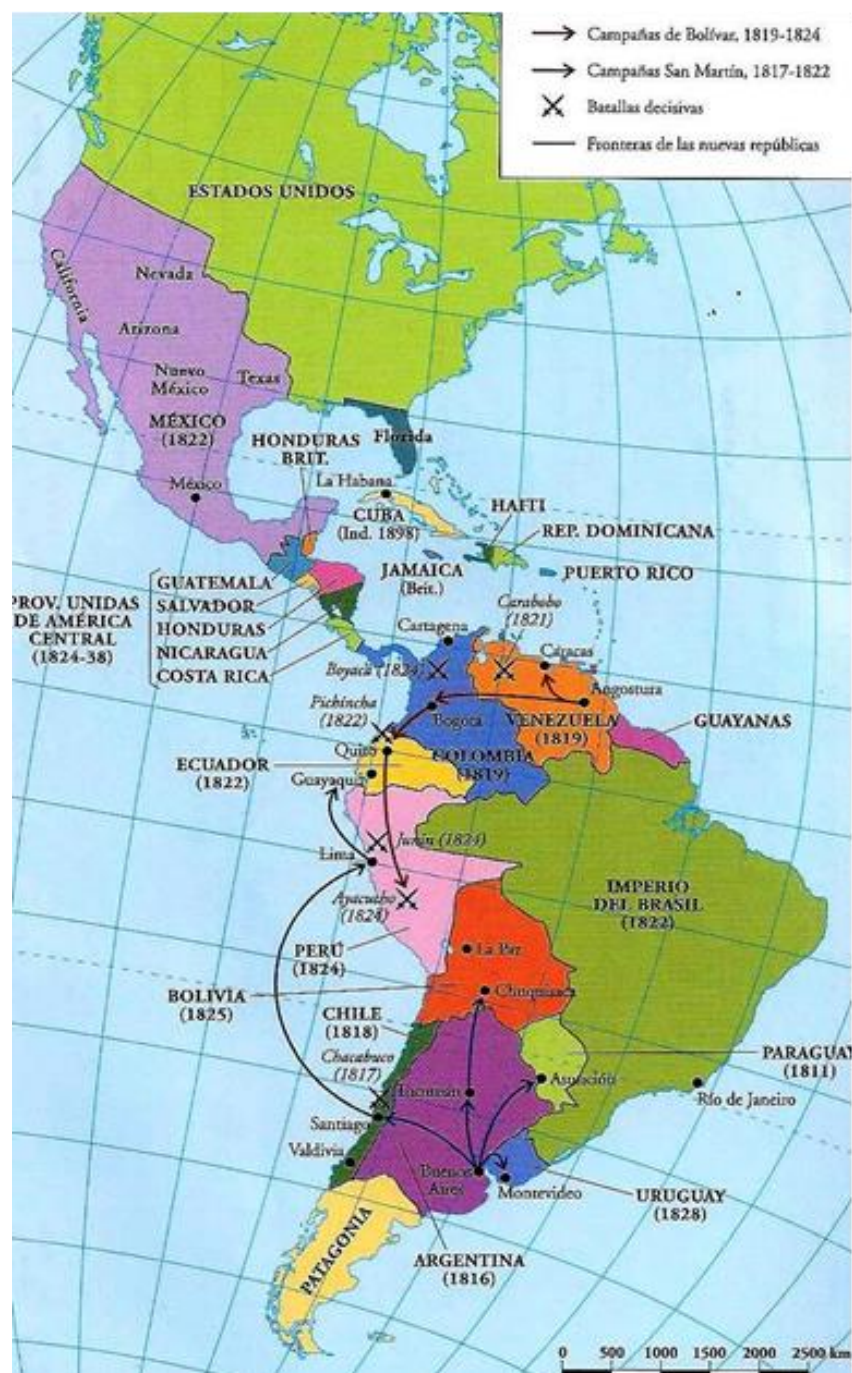 Campañas de Bolívar, 1819-1824
Campañas San Martín, 1817-1822
Batallas decisivas
Fronteras de las nuevas repúblicas
ESTADOS UNIDOS
California
Nevada
Arizona
Nuevo
México
Texas
MÉXICO
(1822)
México
HONDURAS
BRIT.
Florida
La Habana
CUBA
(Ind. 1898)
HAITI
REP. DOMINICANA
JAMAICA
(Brit.)
PUERTO RICO
PROV. UNIDAS
DE AMÉRICA
CENTRAL
(1824-38)
GUATEMALA
SALVADOR
HONDURAS
NICARAGUA
COSTA RICA
Cartagena
Carabobo
(1821)
Caracas
Boyacá (1824)
Angostura
Pichincha
(1822)
Bogotá
VENEZUELA
(1819)
GUAYANAS
Quito
COLOMBIA
(1819)
ECUADOR
(1822)
Guayaquil
Junín (1824)
Lima
Ayacucho
(1824)
IMPERIO
DEL BRASIL
(1822)
PERÚ
(1824)
La Paz
BOLIVIA
(1825)
Chuquisaca
CHILE
(1818)
Chacabuco
(1817)
PARAGUAY
(1811)
Tucumán
Asunción
Río de Janeiro
Santiago
Valdivia
Buenos
Aires
Montevideo
URUGUAY
(1828)
PATAGONIA
ARGENTINA
(1816)
0 500 1000 1500 2000 2500 km